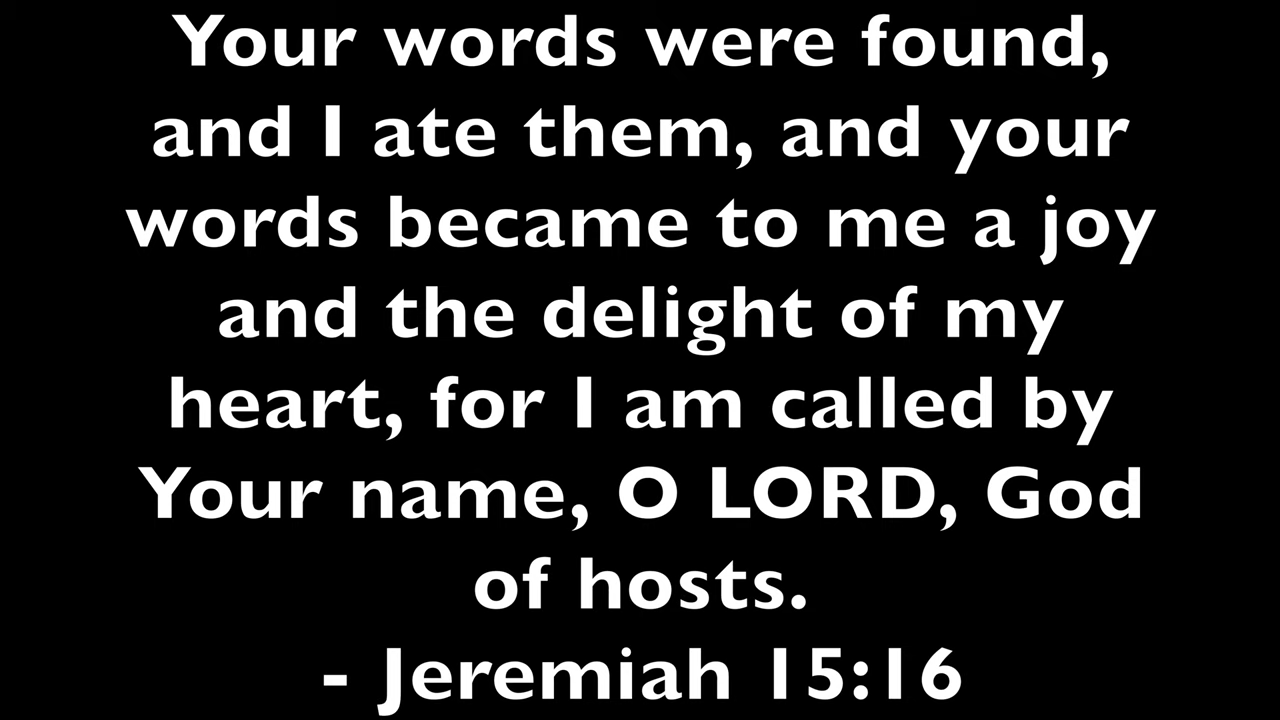 Your words were found,
and I ate them, and your
words became to me a joy
and the delight of my
heart, for I am called by
Your name, O LORD, God
of hosts.
- Jeremiah 15:16